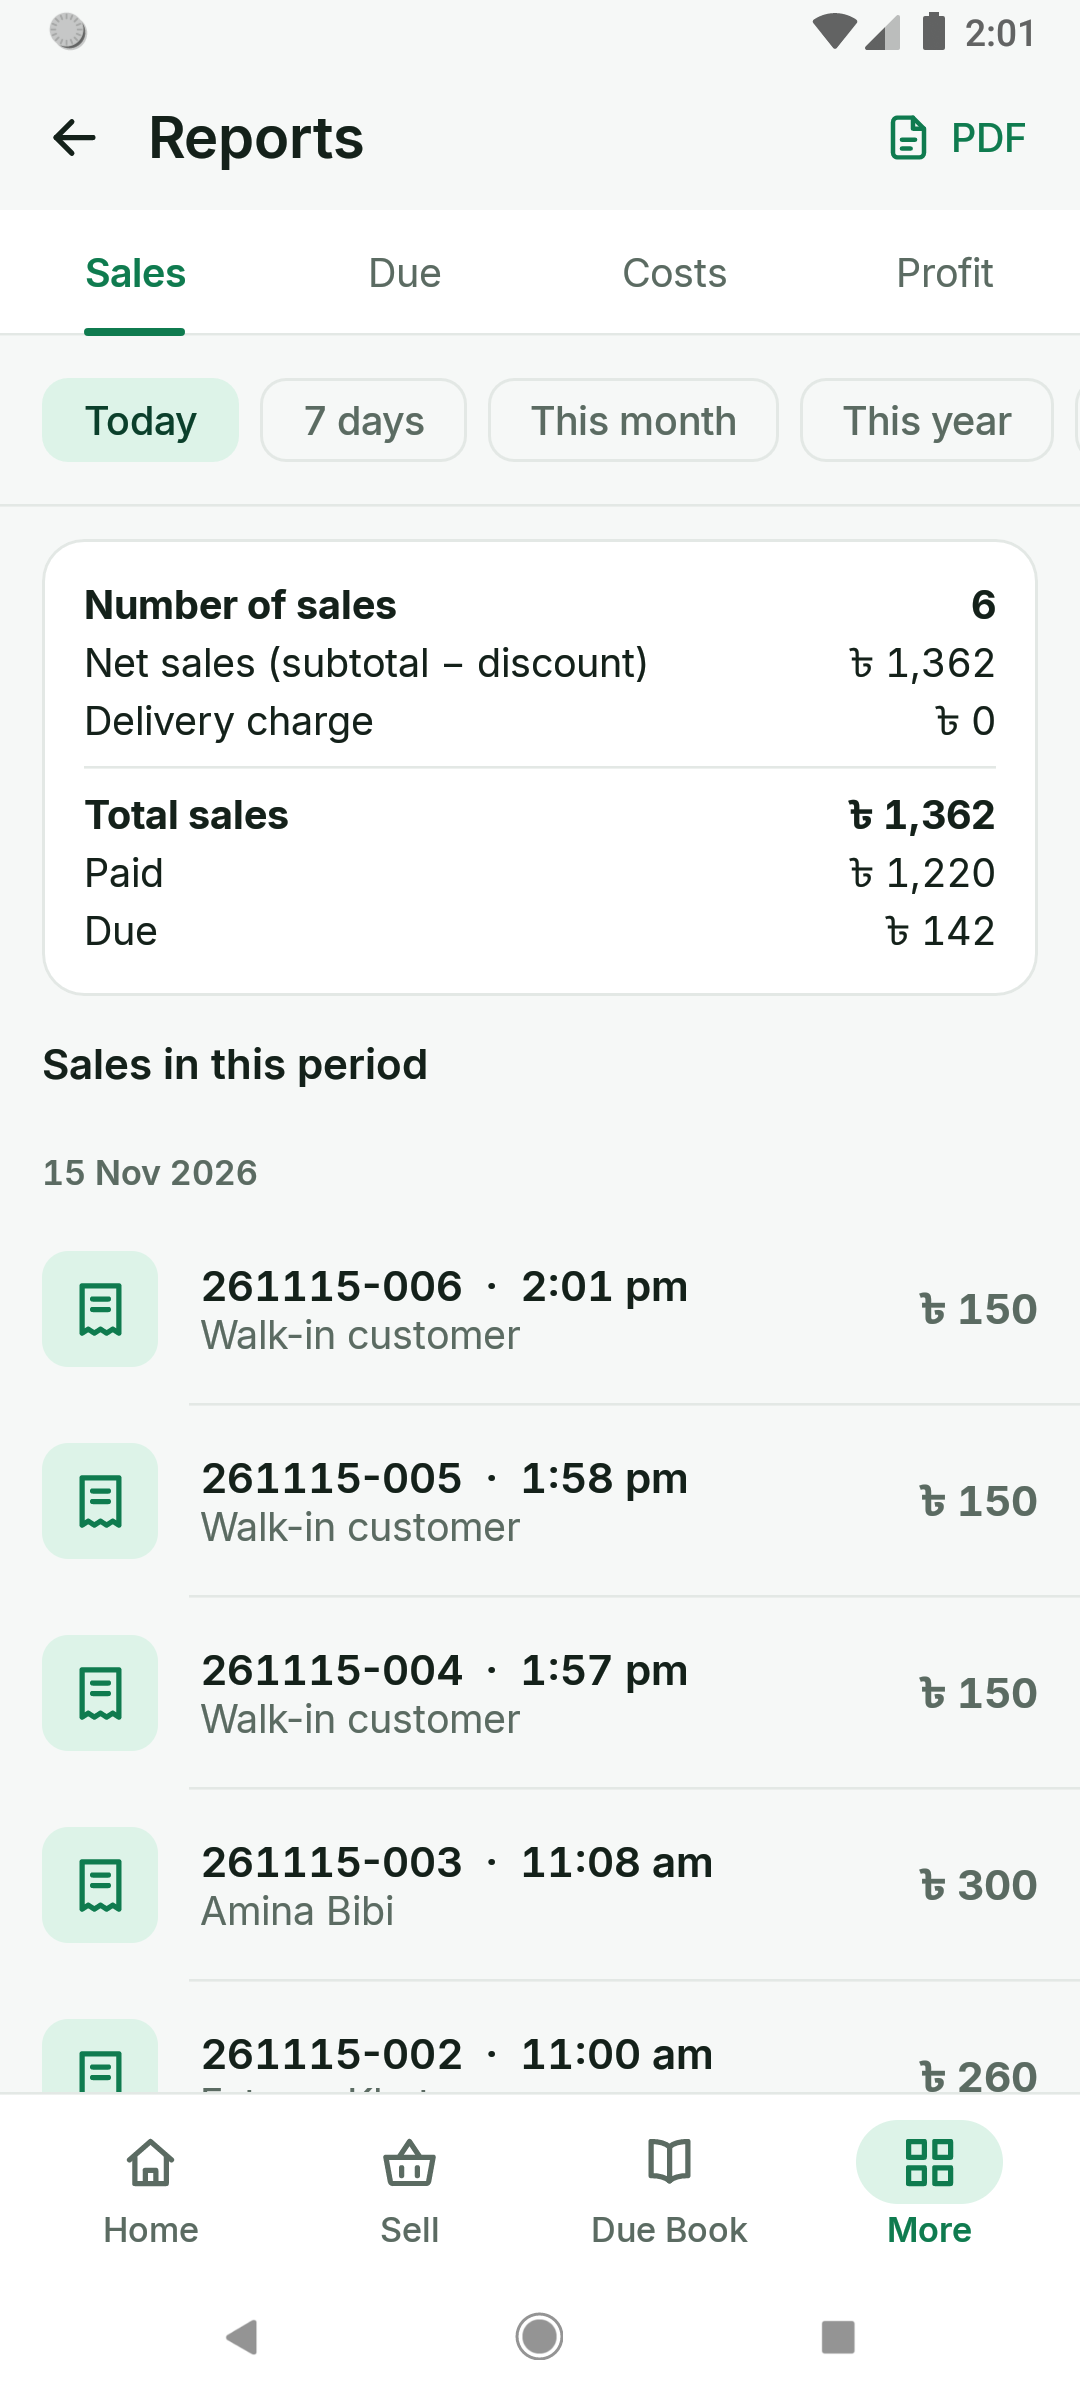 2:01
Reports
PDF
Sales Due Costs Profit
Today 7 days This month This year
Number of sales 6
Net sales (subtotal – discount) ৳ 1,362
Delivery charge ৳ 0
Total sales ৳ 1,362
Paid ৳ 1,220
Due ৳ 142
Sales in this period
15 Nov 2026
261115-006 · 2:01 pm
Walk-in customer
৳ 150
261115-005 · 1:58 pm
Walk-in customer
৳ 150
261115-004 · 1:57 pm
Walk-in customer
৳ 150
261115-003 · 11:08 am
Amina Bibi
৳ 300
261115-002 · 11:00 am
৳ 260
Home Sell Due Book More